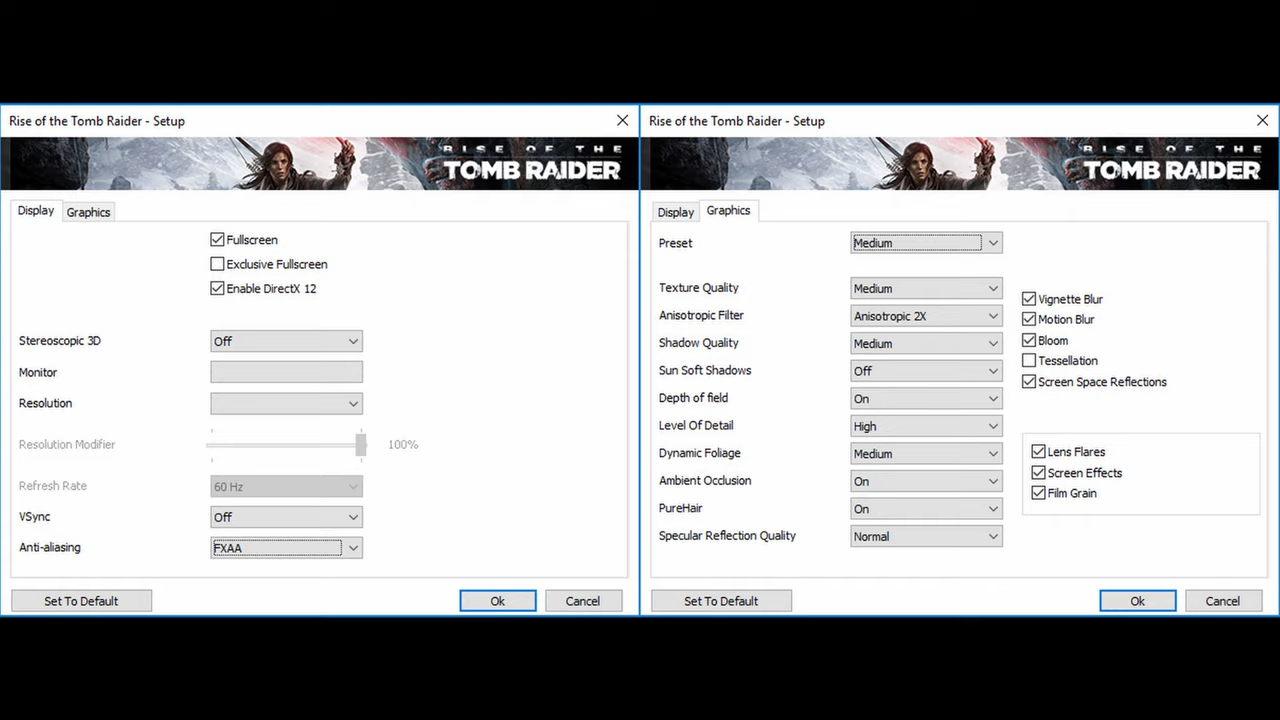 Rise of the Tomb Raider - Setup
RISE OF THE
TOMB RAIDER
Display Graphics
Fullscreen
Exclusive Fullscreen
Enable DirectX 12
Stereoscopic 3D Off
Monitor
Resolution
Resolution Modifier 100%
Refresh Rate 60 Hz
VSync Off
Anti-aliasing FXAA
Set To Default Ok Cancel
Rise of the Tomb Raider - Setup
RISE OF THE
TOMB RAIDER
Display Graphics
Preset Medium
Texture Quality Medium
Anisotropic Filter Anisotropic 2X
Shadow Quality Medium
Sun Soft Shadows Off
Depth of field On
Level Of Detail High
Dynamic Foliage Medium
Ambient Occlusion On
PureHair On
Specular Reflection Quality Normal
Vignette Blur
Motion Blur
Bloom
Tessellation
Screen Space Reflections
Lens Flares
Screen Effects
Film Grain
Set To Default Ok Cancel